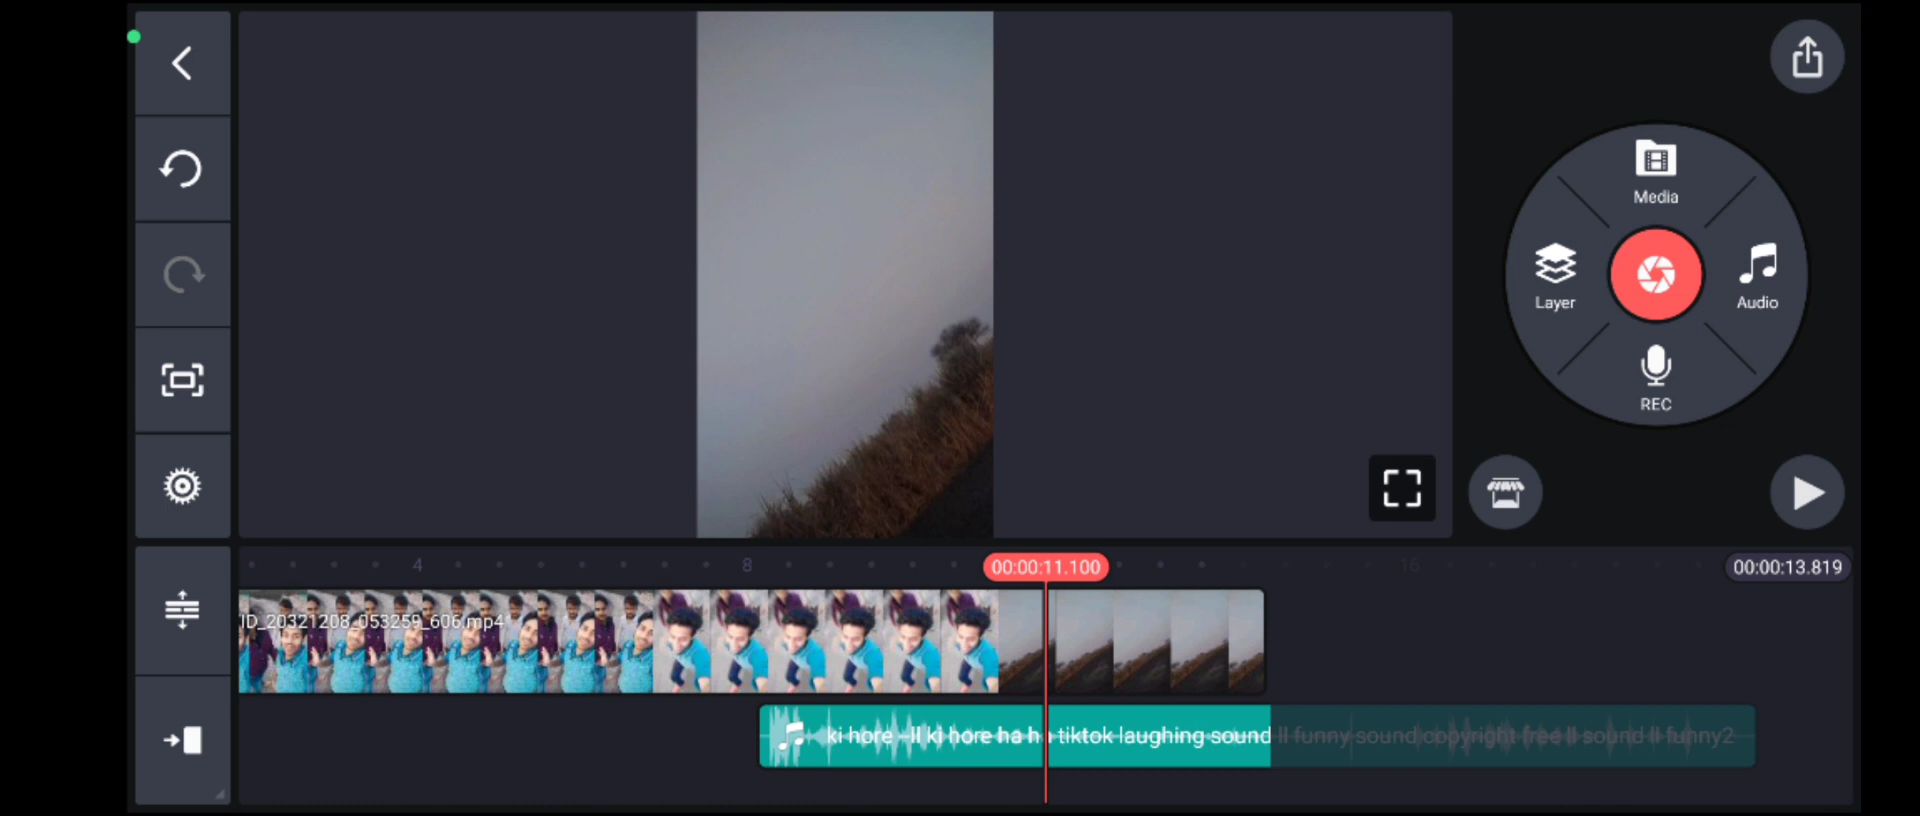 Media
Layer
Audio
REC
4
8
00:00:11.100
16
00:00:13.819
ID_20321208_053259_606.mp4
ki hore –ll ki hore ha h tiktok laughing sound ll funny sound copyright free ll sound ll funny2